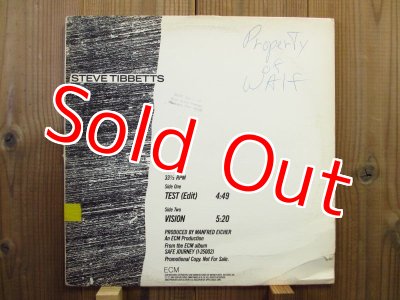 Property
of
WAIF
STEVE TIBBETTS
Sold Out
33⅓ RPM
Side One
TEST (Edit) 4:49
Side Two
VISION 5:20
PRODUCED BY MANFRED EICHER
An ECM Production
From the ECM album
SAFE JOURNEY (1-25002)
Promotional Copy. Not For Sale.
ECM